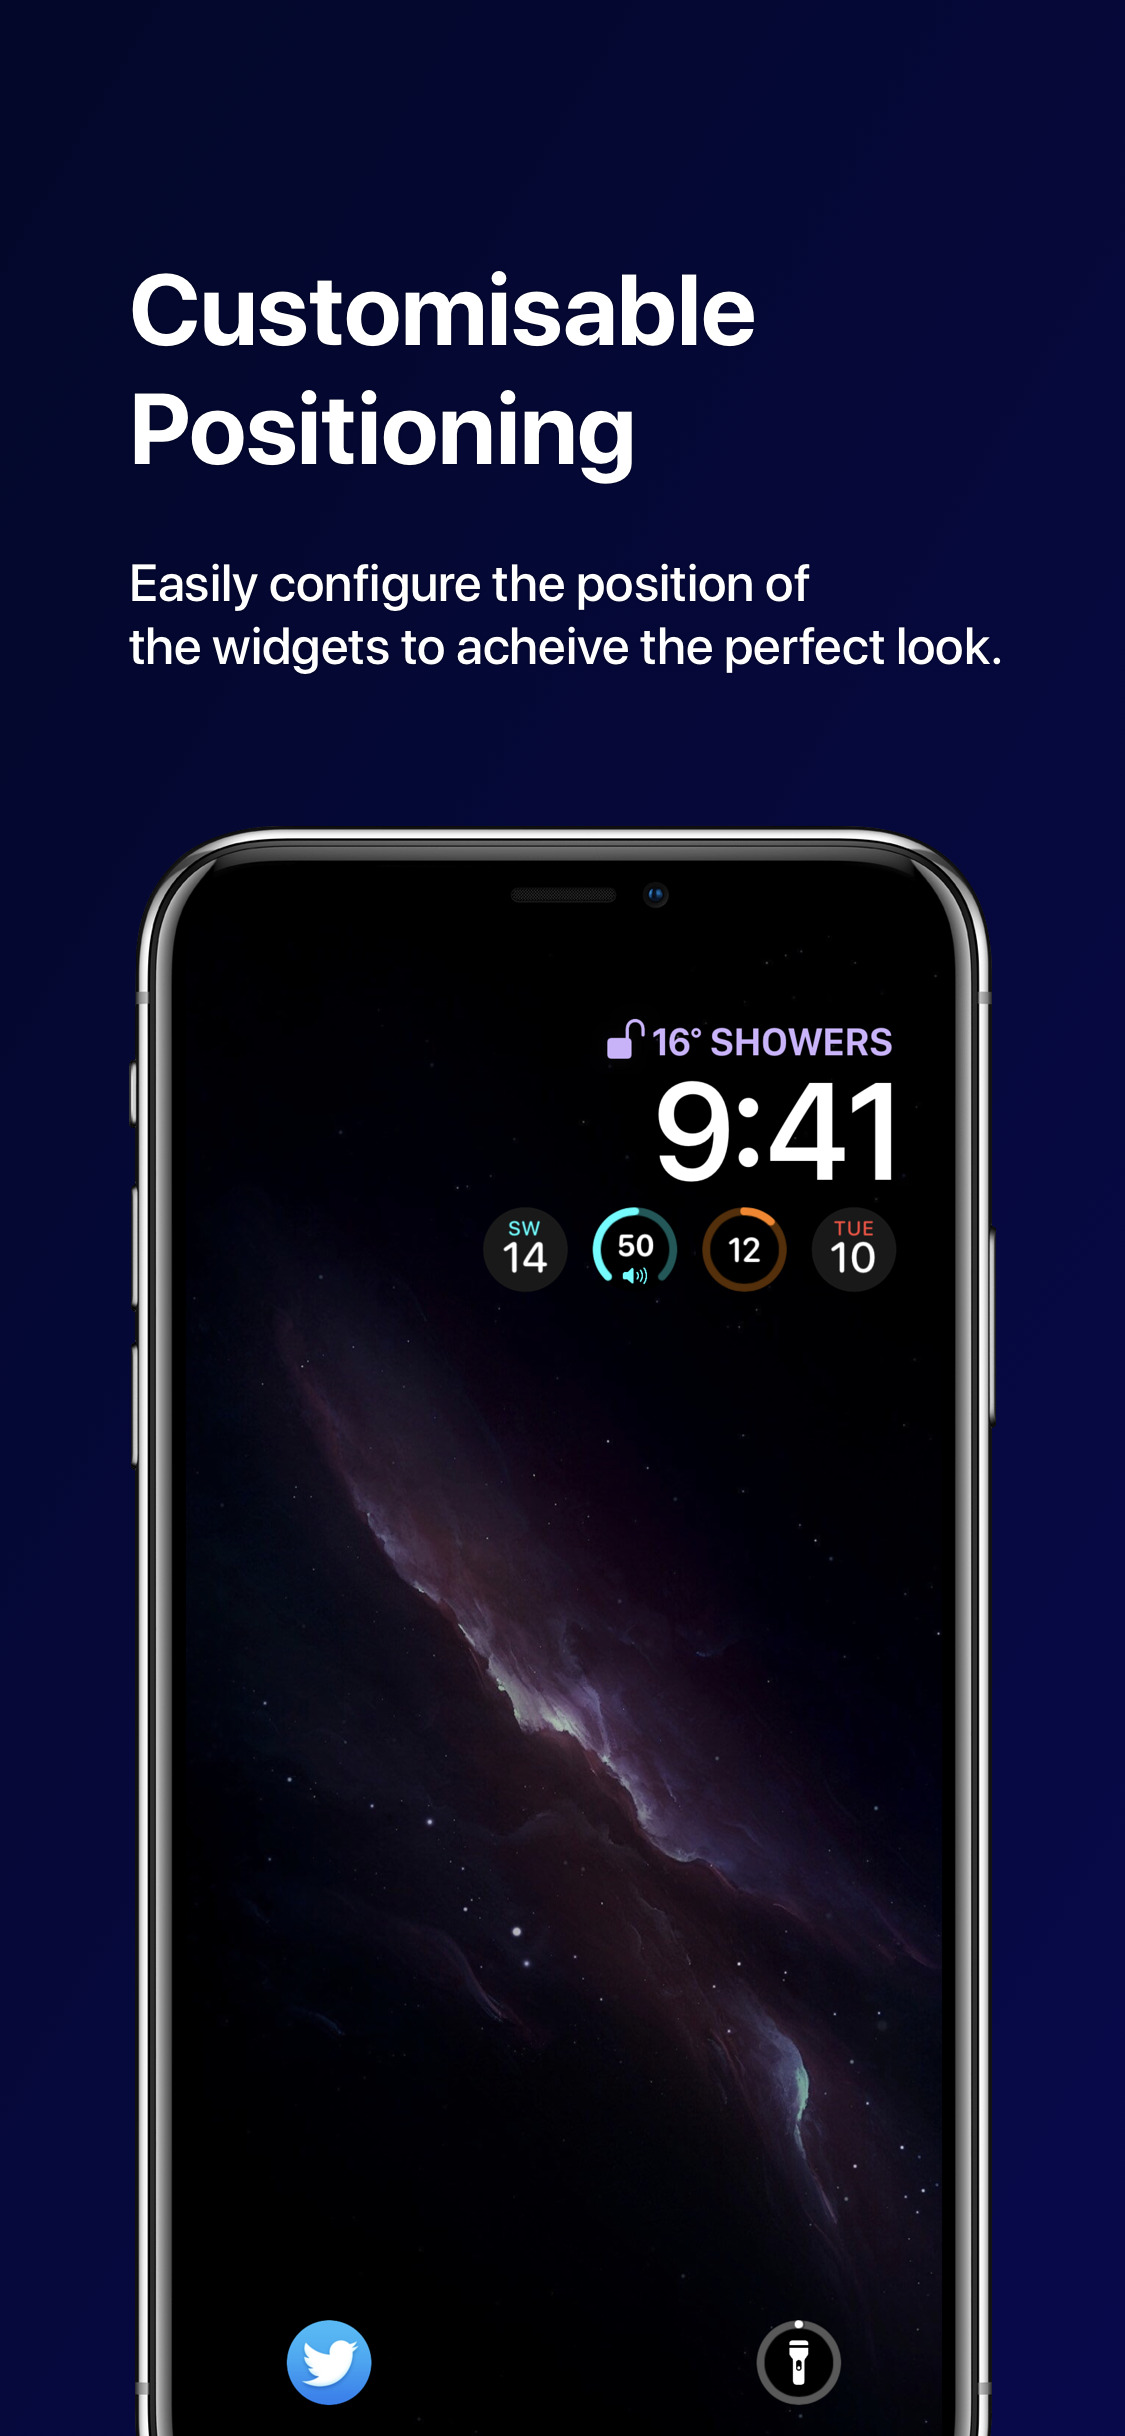 Customisable
Positioning
Easily configure the position of
the widgets to acheive the perfect look.
16° SHOWERS
9:41
SW
14
50
12
TUE
10